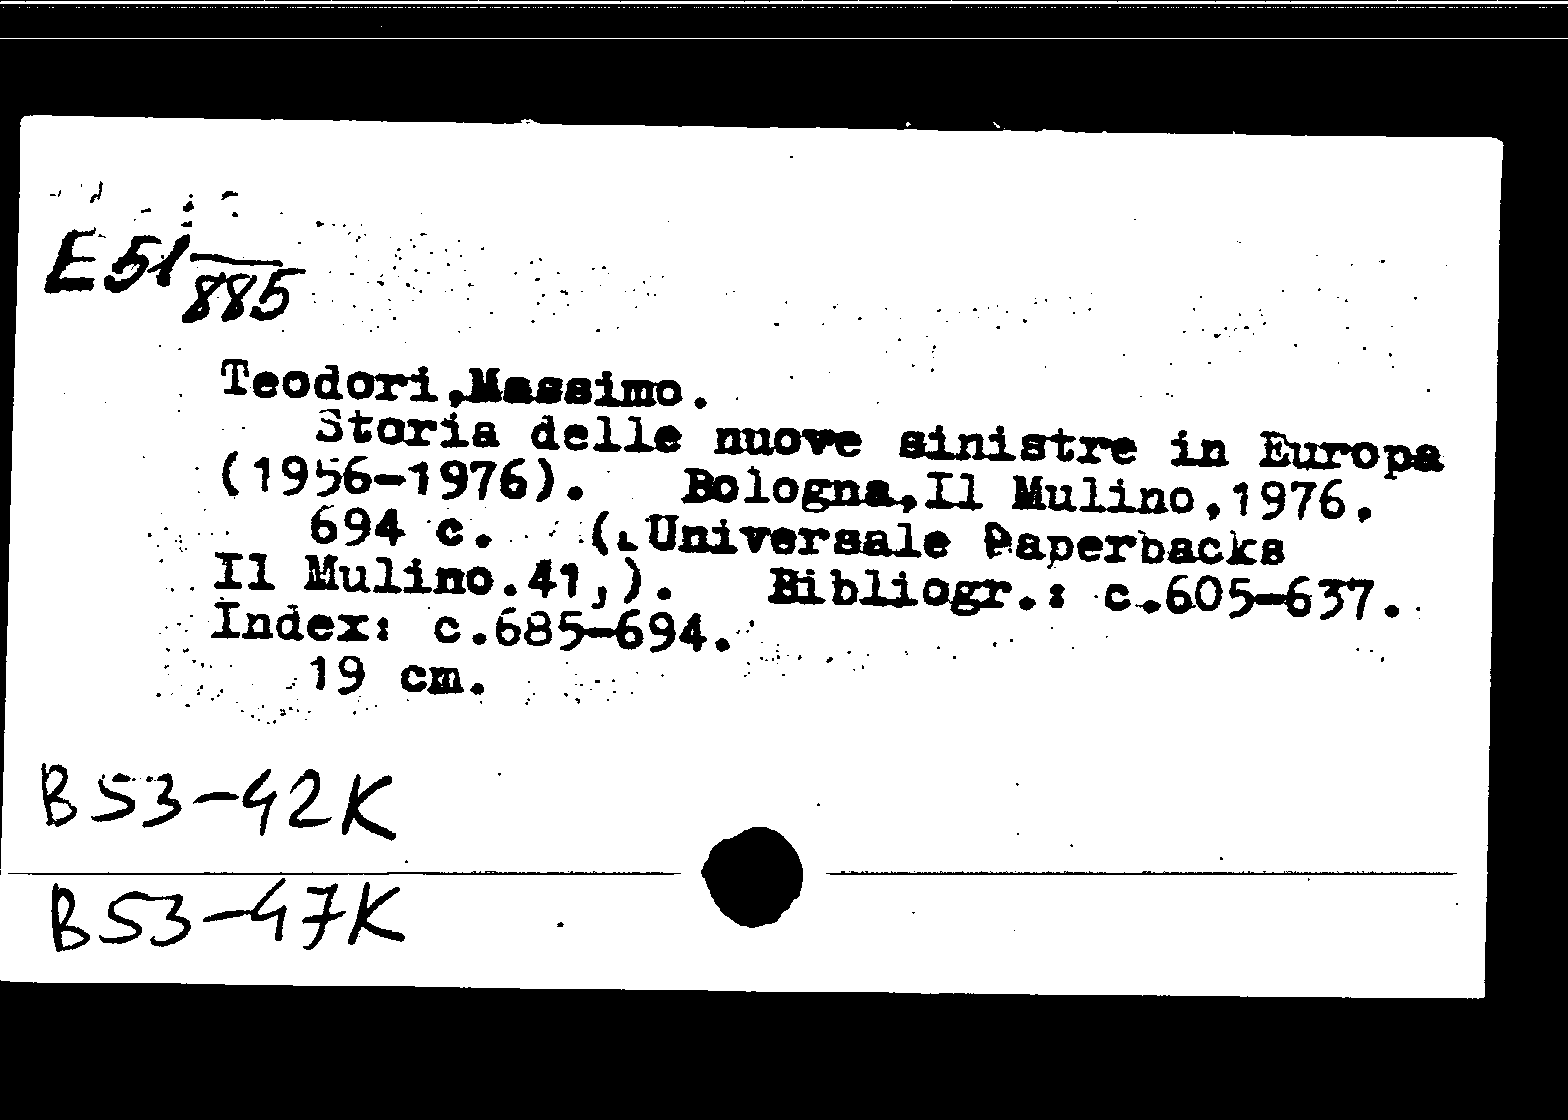 E51/885
Teodori,Massimo.
Storia delle nuove sinistre in Europa
(1956-1976). Bologna,Il Mulino,1976.
694 c. (Universale Paperbacks
Il Mulino.41,). Bibliogr.: c.605-637.
Index: c.685-694.
19 cm.
B53-42K
B53-47K